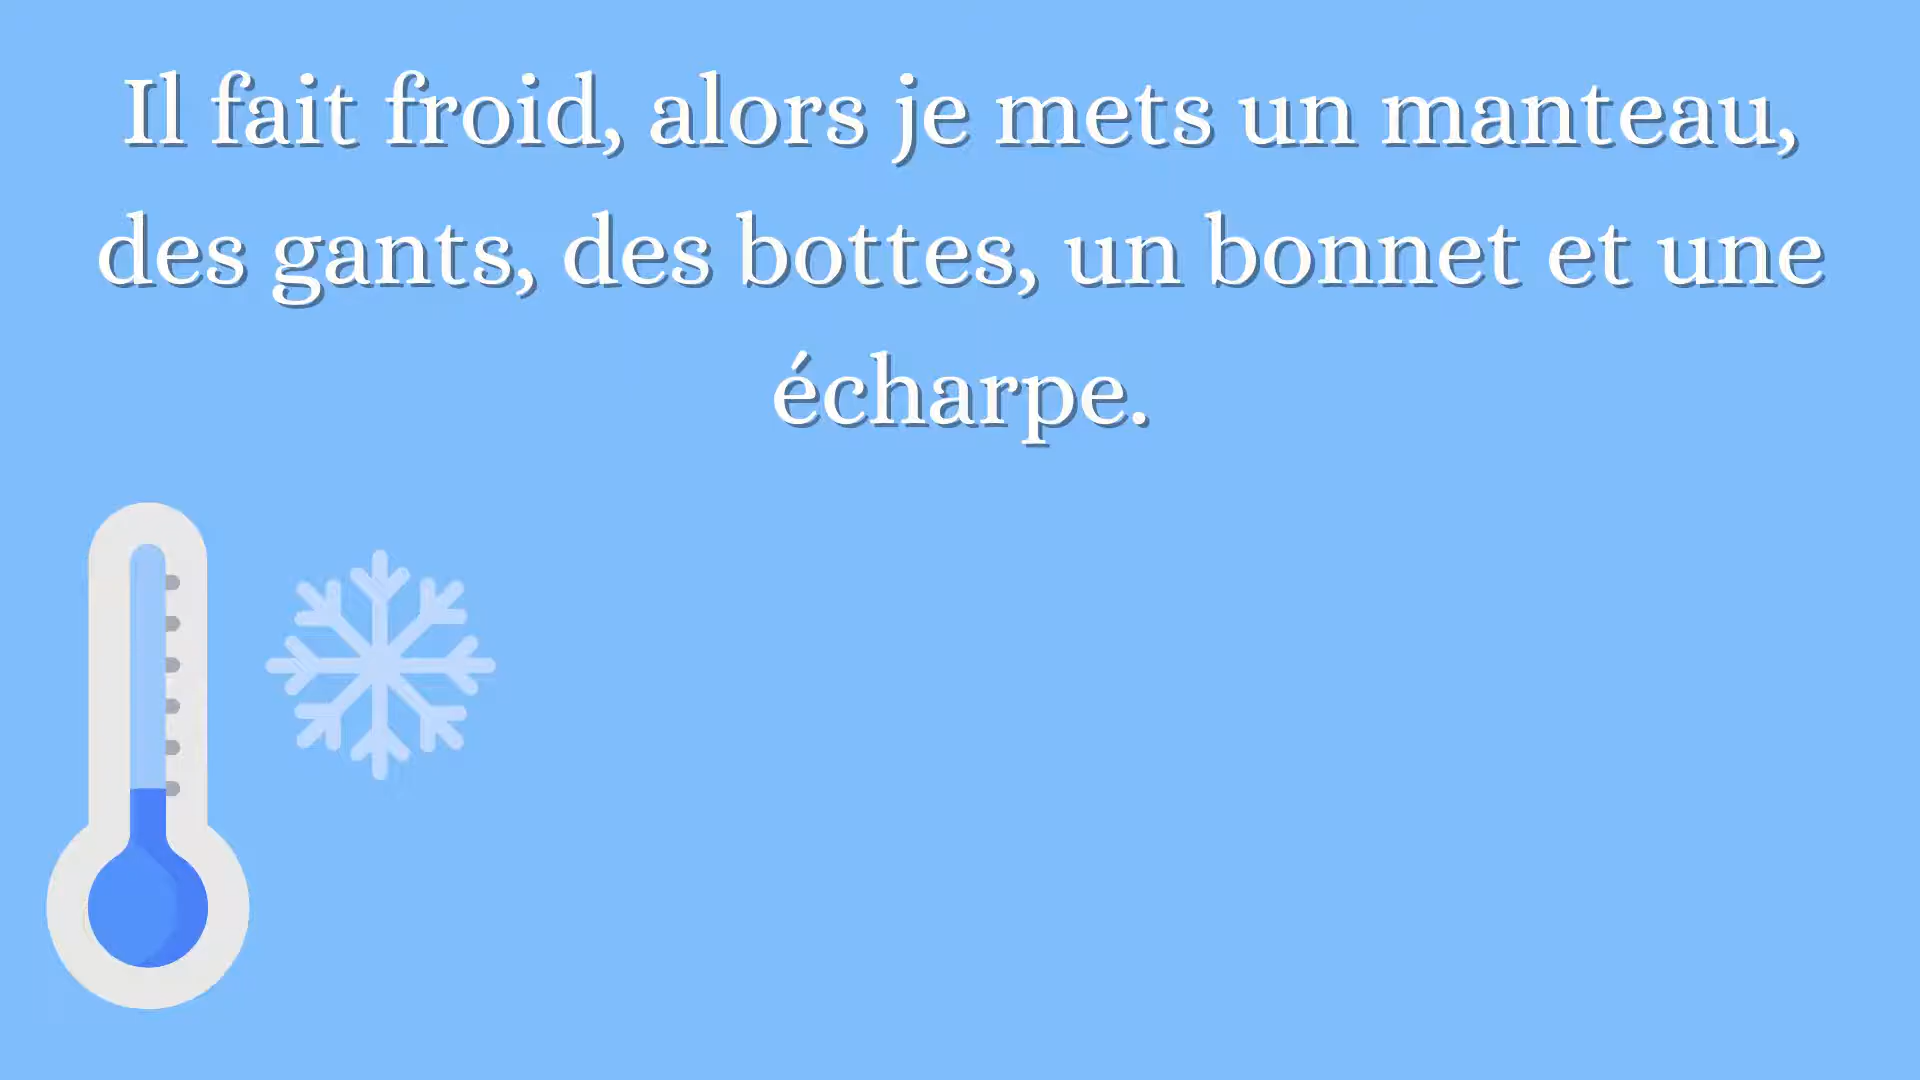 Il fait froid, alors je mets un manteau,
des gants, des bottes, un bonnet et une
écharpe.